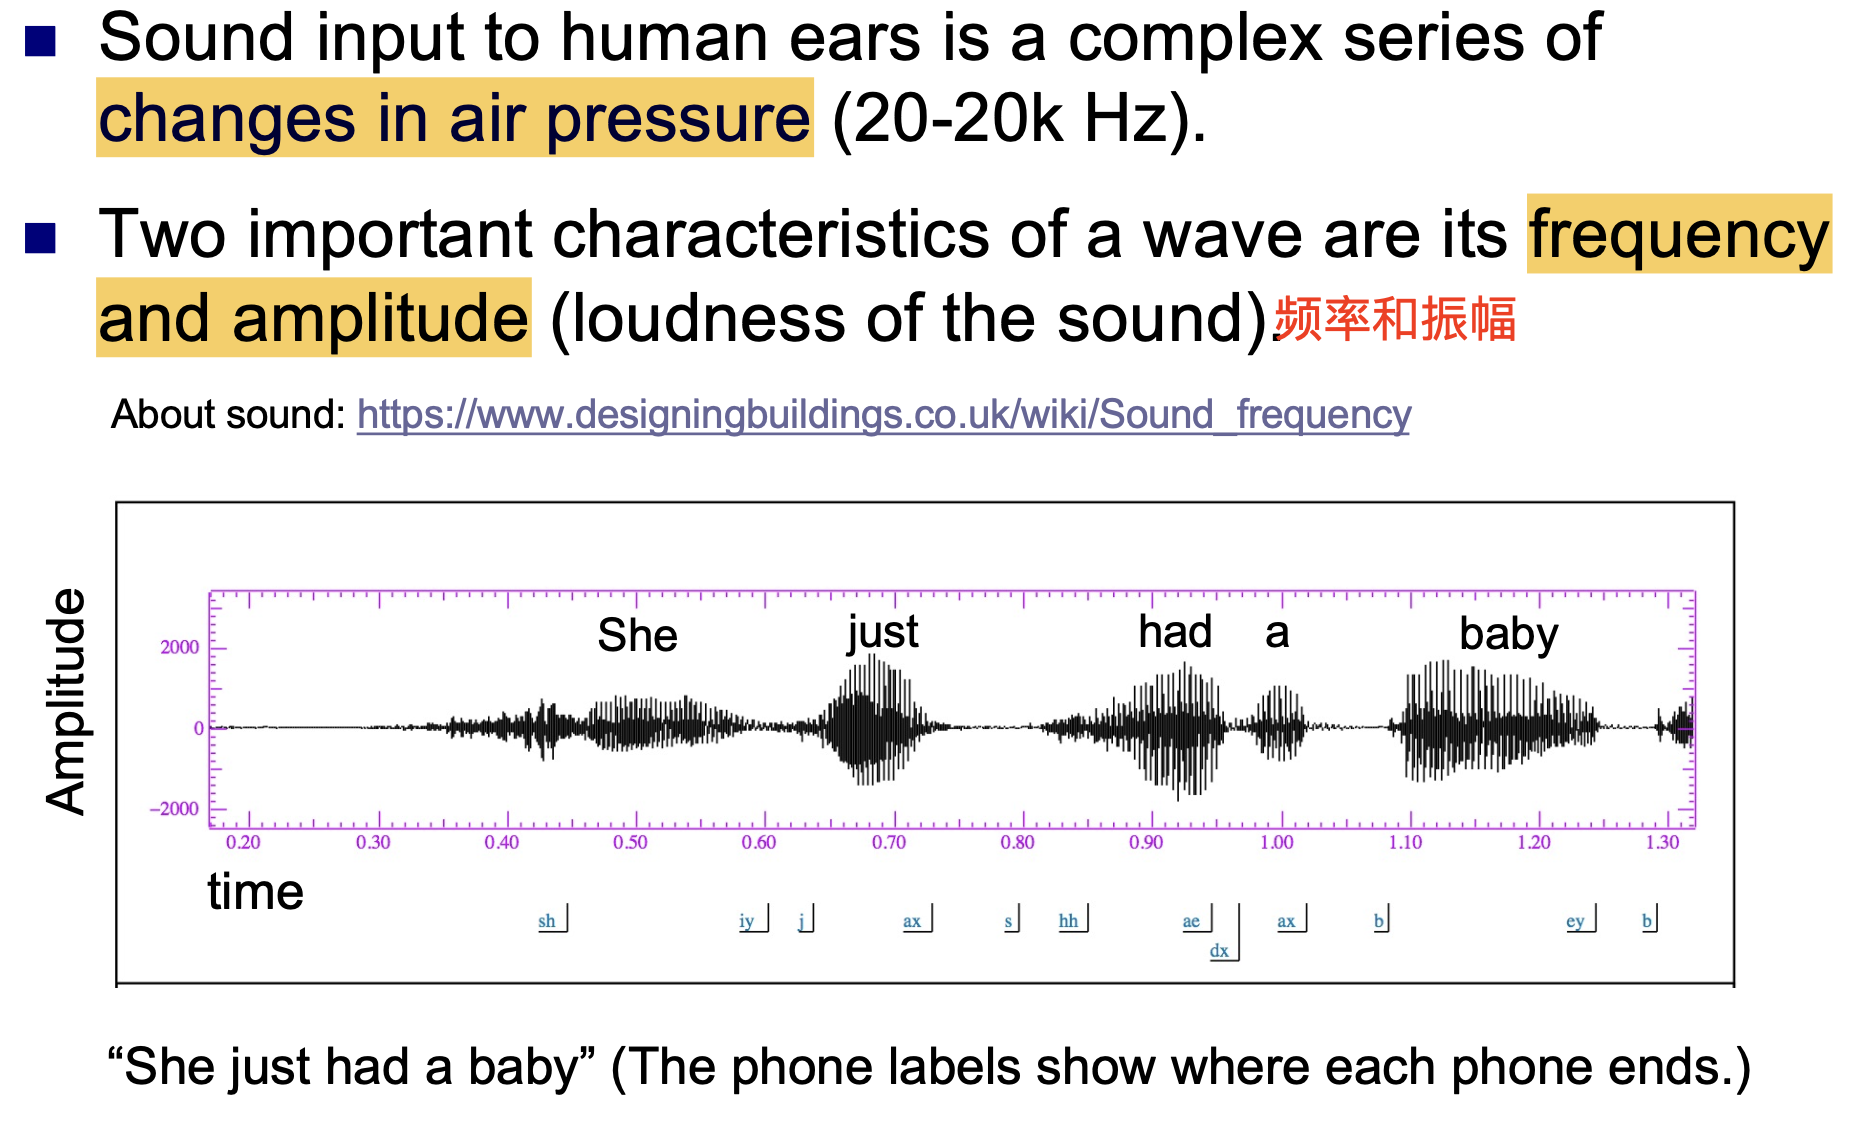 Sound input to human ears is a complex series of
changes in air pressure (20-20k Hz).
Two important characteristics of a wave are its frequency
and amplitude (loudness of the sound).频率和振幅
About sound: https://www.designingbuildings.co.uk/wiki/Sound_frequency
Amplitude
She just had a baby
2000
0
−2000
0.20 0.30 0.40 0.50 0.60 0.70 0.80 0.90 1.00 1.10 1.20 1.30
time
sh iy j ax s hh ae ax b ey b
dx
“She just had a baby” (The phone labels show where each phone ends.)